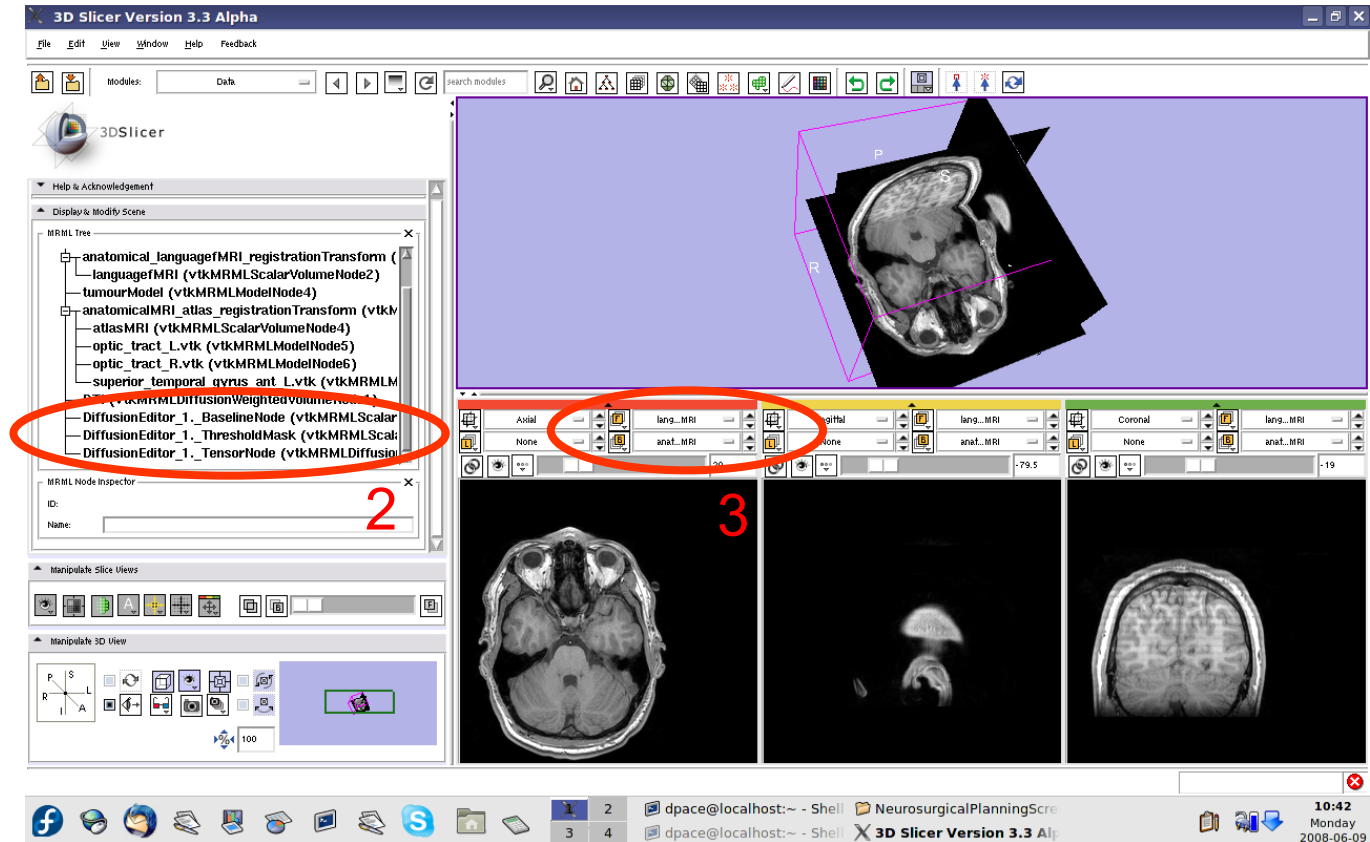 3D Slicer Version 3.3 Alpha
File Edit View Window Help Feedback
Modules: Data search modules
3DSlicer
Help & Acknowledgement
Display & Modify Scene
MRML Tree
anatomical_languagefMRI_registrationTransform (
languagefMRI (vtkMRMLScalarVolumeNode2)
tumourModel (vtkMRMLModelNode4)
anatomicalMRI_atlas_registrationTransform (vtkM
atlasMRI (vtkMRMLScalarVolumeNode4)
optic_tract_L.vtk (vtkMRMLModelNode5)
optic_tract_R.vtk (vtkMRMLModelNode6)
superior_temporal_gyrus_ant_L.vtk (vtkMRMLM
DTI (vtkMRMLDiffusionWeightedVolumeNode1)
DiffusionEditor_1._BaselineNode (vtkMRMLScalar
DiffusionEditor_1._ThresholdMask (vtkMRMLScala
DiffusionEditor_1._TensorNode (vtkMRMLDiffusion
MRML Node Inspector
ID:
Name:
2
Manipulate Slice Views
Manipulate 3D View
P S
R L
I A
100
P
S
R
Axial lang...MRI
None anat...MRI
3
Sagittal lang...MRI
None anat...MRI
-79.5
Coronal lang...MRI
None anat...MRI
-19
1 2
3 4
dpace@localhost:~ - Shell
dpace@localhost:~ - Shell
NeurosurgicalPlanningScre
3D Slicer Version 3.3 Alp
10:42
Monday
2008-06-09